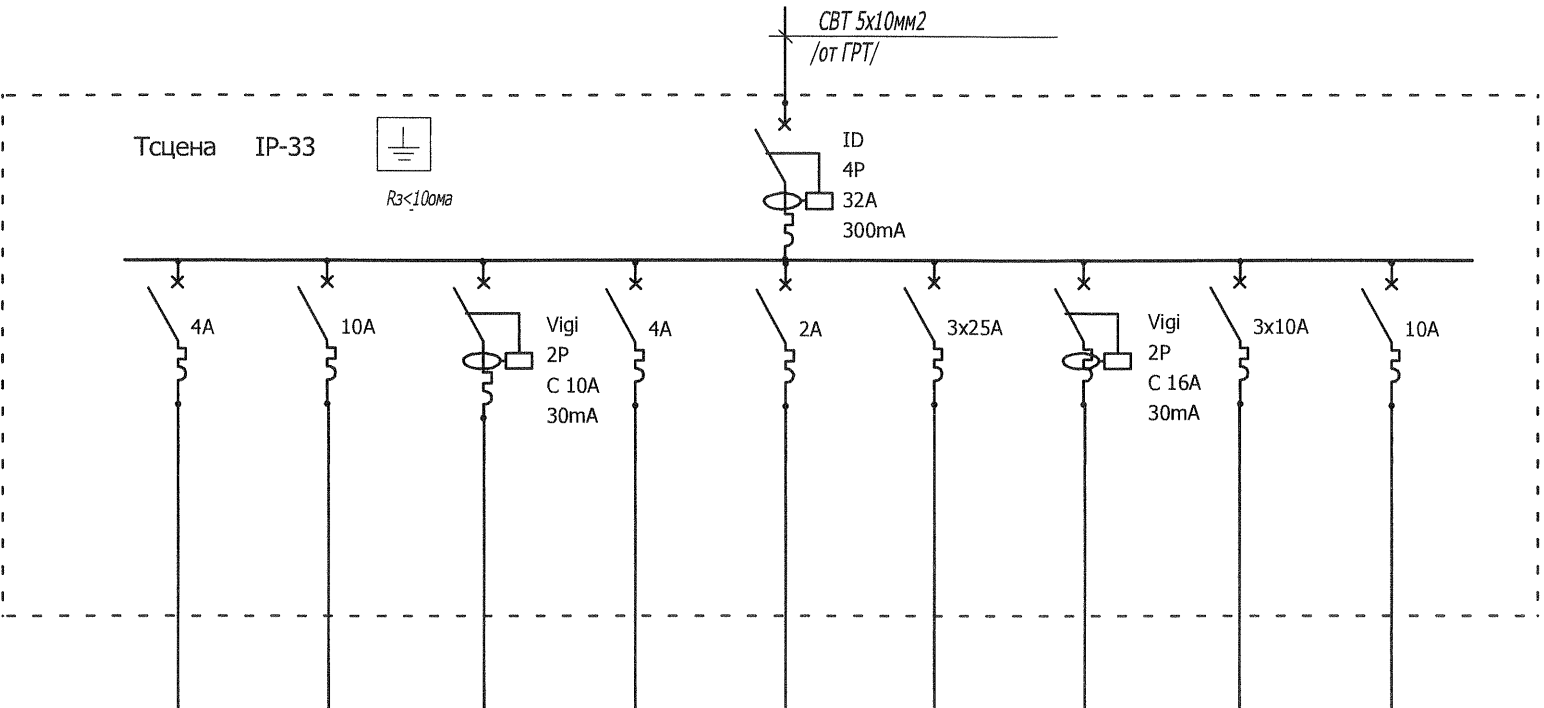 СВТ 5х10мм2
/от ГРТ/
Тсцена IP-33
Rз<10ома
ID
4P
32A
300mA
4A
10A
Vigi
2P
C 10A
30mA
4A
2A
3x25A
Vigi
2P
C 16A
30mA
3x10A
10A